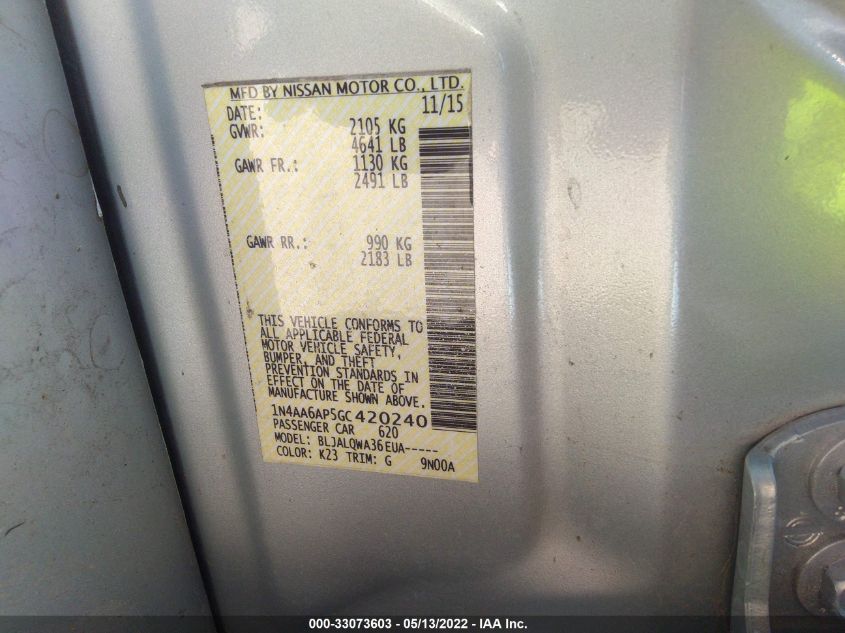 MFD BY NISSAN MOTOR CO., LTD.
DATE: 11/15
GVWR: 2105 KG
4641 LB
GAWR FR.: 1130 KG
2491 LB
GAWR RR.: 990 KG
2183 LB
THIS VEHICLE CONFORMS TO
ALL APPLICABLE FEDERAL
MOTOR VEHICLE SAFETY,
BUMPER, AND THEFT
PREVENTION STANDARDS IN
EFFECT ON THE DATE OF
MANUFACTURE SHOWN ABOVE.
1N4AA6AP5GC420240
PASSENGER CAR 620
MODEL: BLJALQWA36EUA-----
COLOR: K23 TRIM: G 9N00A
000-33073603 - 05/13/2022 - IAA Inc.